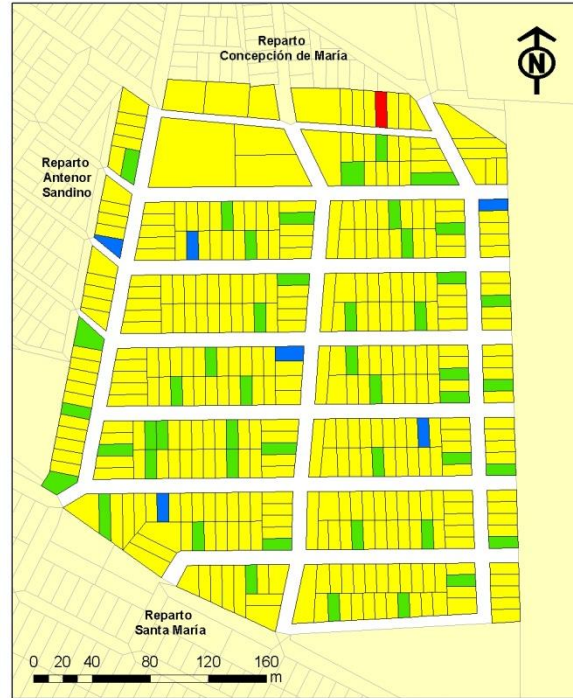 Reparto
Concepción de María
N
Reparto
Antenor
Sandino
Reparto
Santa María
0 20 40 80 120 160
m